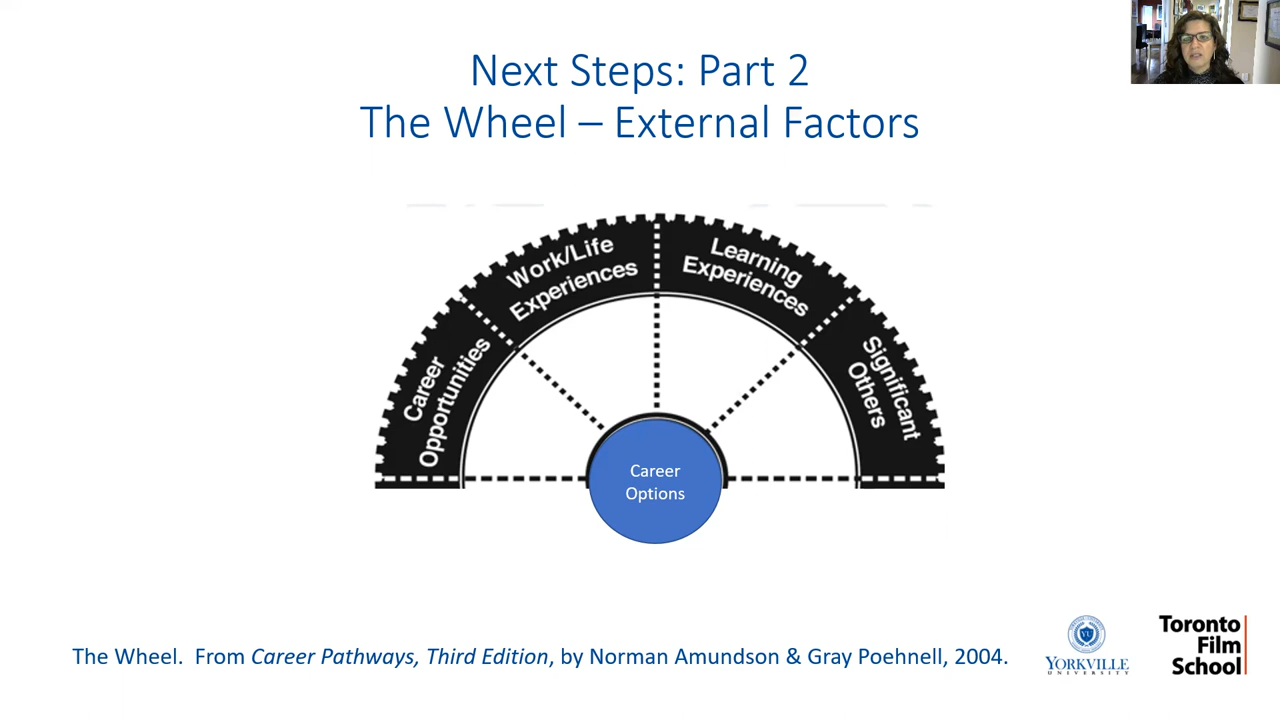 Next Steps: Part 2
The Wheel – External Factors
Career
Opportunities
Work/Life
Experiences
Learning
Experiences
Significant
Others
Career
Options
The Wheel.  From Career Pathways, Third Edition, by Norman Amundson & Gray Poehnell, 2004.
YU
YORKVILLE
UNIVERSITY
Toronto
Film
School